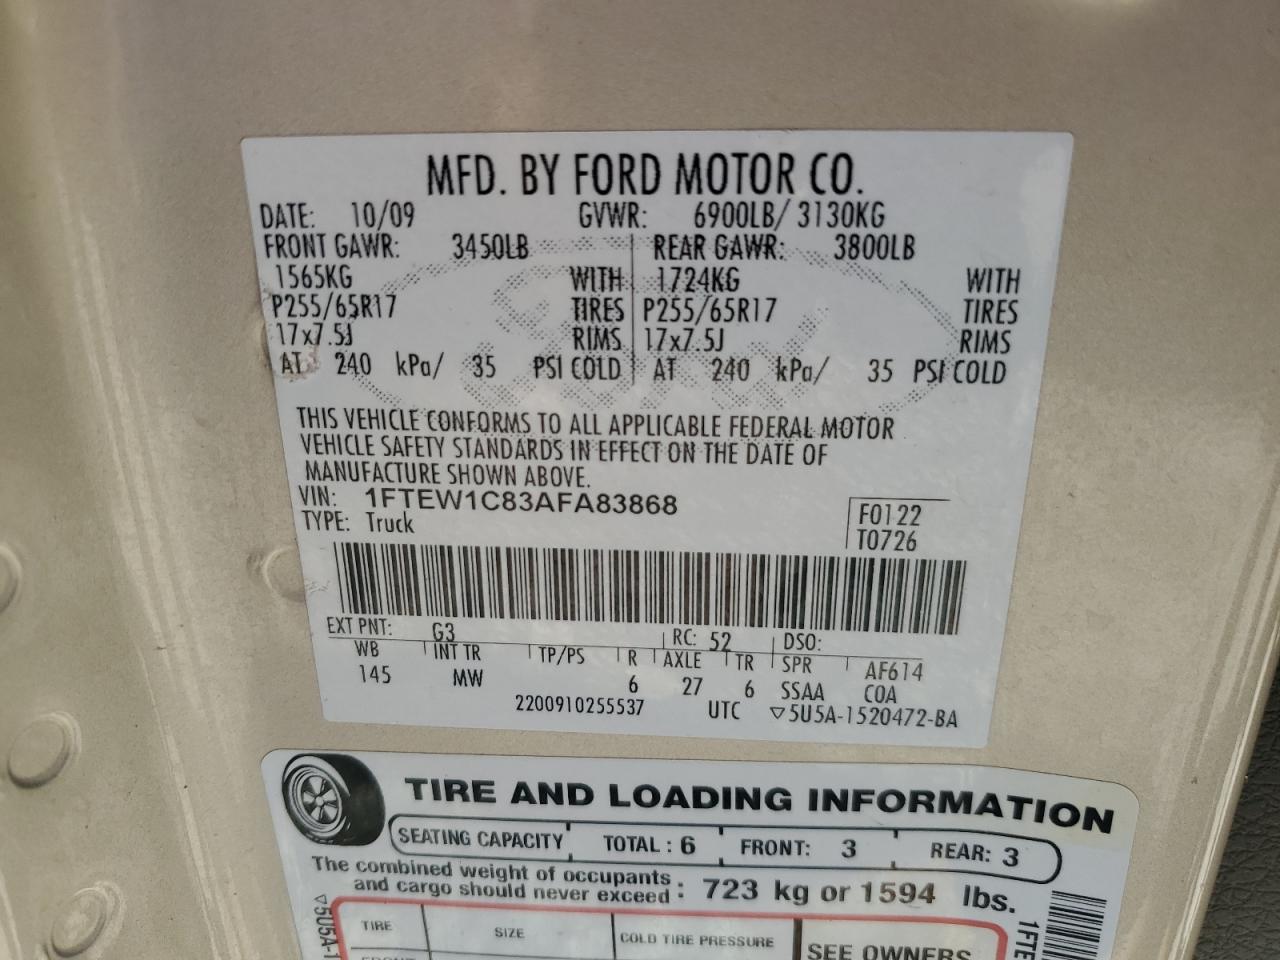 MFD. BY FORD MOTOR CO.
DATE: 10/09 GVWR: 6900LB/ 3130KG
FRONT GAWR: 3450LB REAR GAWR: 3800LB
1565KG WITH 1724KG WITH
P255/65R17 TIRES P255/65R17 TIRES
17x7.5J RIMS 17x7.5J RIMS
AT 240 kPa/ 35 PSI COLD AT 240 kPa/ 35 PSI COLD
THIS VEHICLE CONFORMS TO ALL APPLICABLE FEDERAL MOTOR
VEHICLE SAFETY STANDARDS IN EFFECT ON THE DATE OF
MANUFACTURE SHOWN ABOVE.
VIN: 1FTEW1C83AFA83868
TYPE: Truck
F0122
T0726
EXT PNT: G3 RC: 52 DSO:
WB INT TR TP/PS R AXLE TR SPR AF614
145 MW 6 27 6 SSAA COA
2200910255537 UTC ▽5U5A-1520472-BA
TIRE AND LOADING INFORMATION
SEATING CAPACITY TOTAL : 6 FRONT: 3 REAR: 3
The combined weight of occupants
and cargo should never exceed : 723 kg or 1594 lbs.
TIRE SIZE COLD TIRE PRESSURE SEE OWNERS
▽5U5A-1
1FTE